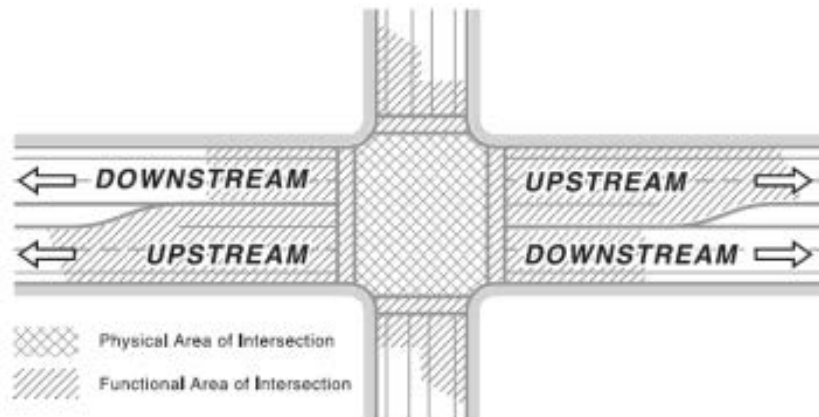 DOWNSTREAM
UPSTREAM
UPSTREAM
DOWNSTREAM
Physical Area of Intersection
Functional Area of Intersection